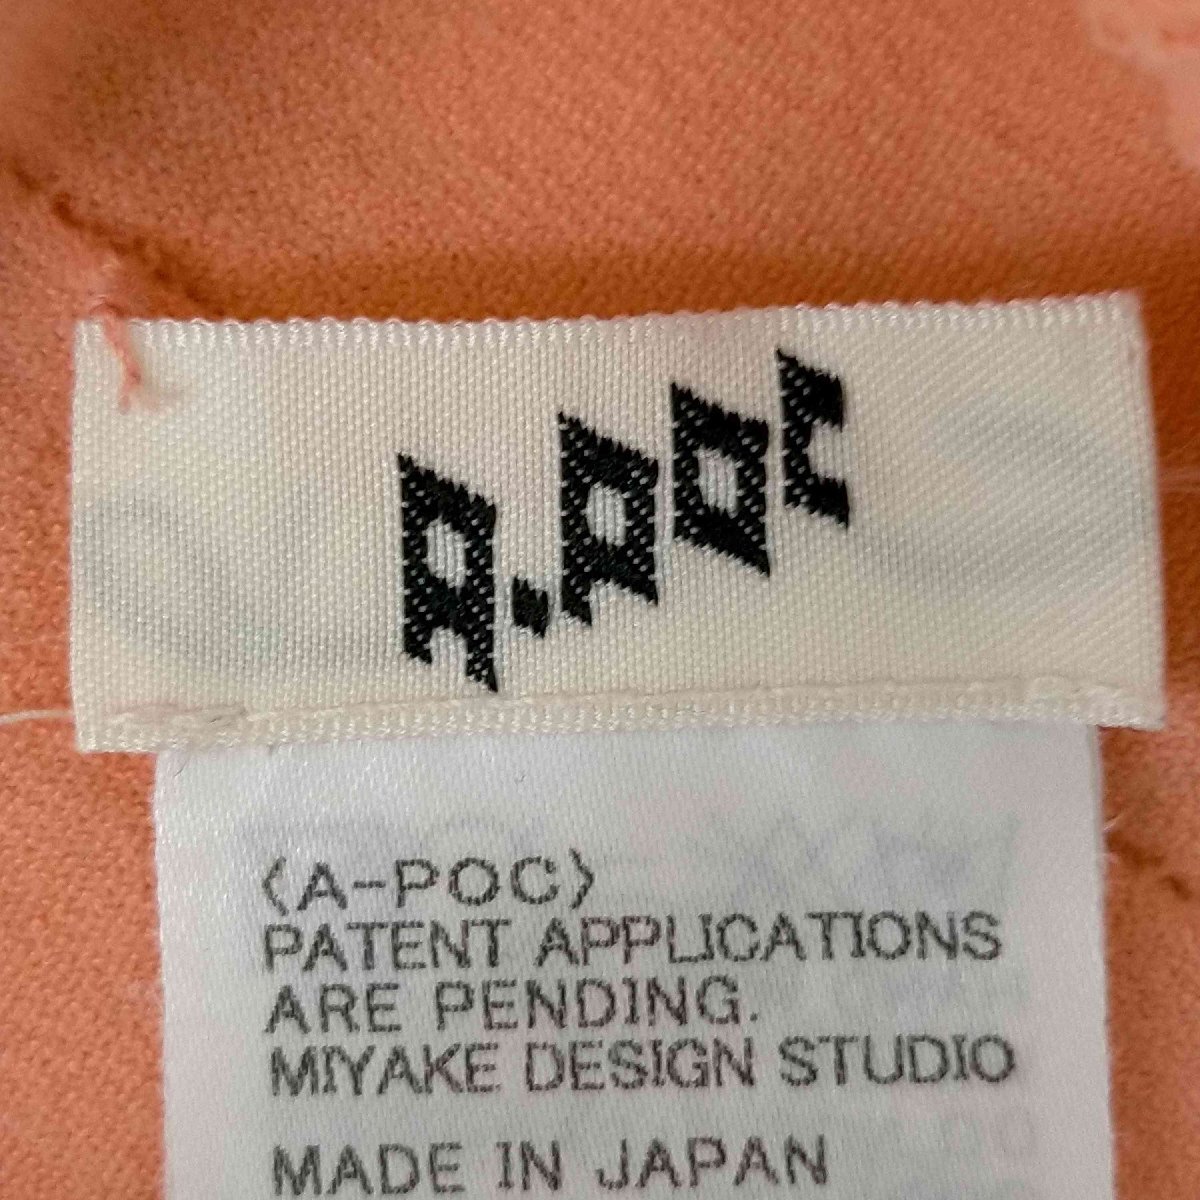 a.poc
〈A-POC〉
PATENT APPLICATIONS
ARE PENDING.
MIYAKE DESIGN STUDIO
MADE IN JAPAN